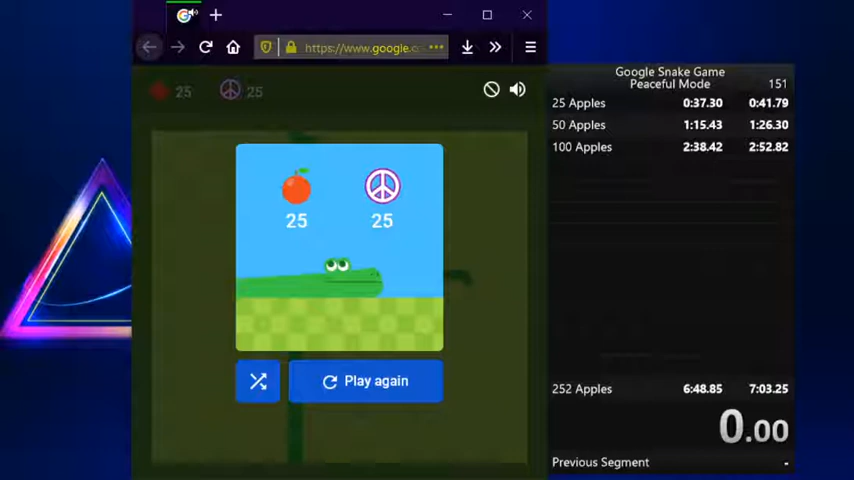 https://www.google.c
25 25
25 25
Play again
Google Snake Game
Peaceful Mode 151
25 Apples 0:37.30 0:41.79
50 Apples 1:15.43 1:26.30
100 Apples 2:38.42 2:52.82
252 Apples 6:48.85 7:03.25
0.00
Previous Segment -